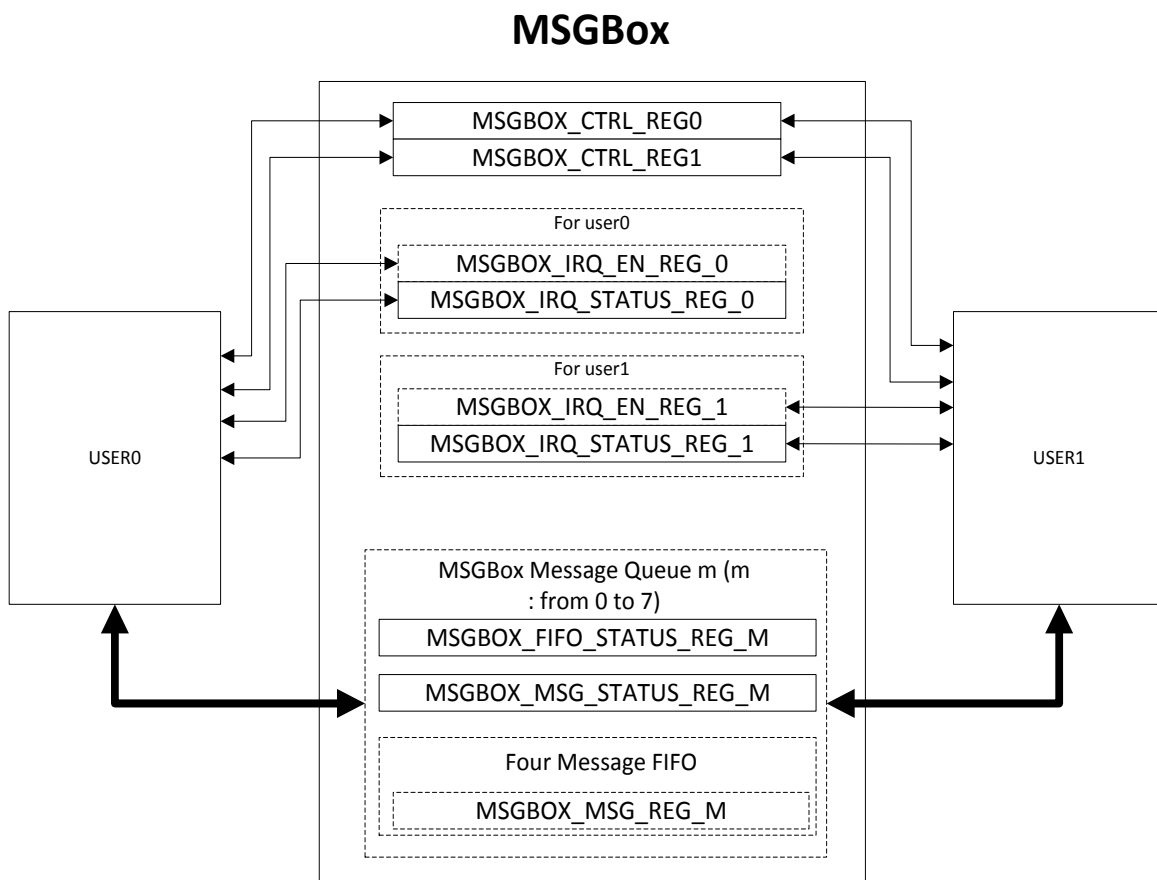 MSGBox
MSGBOX_CTRL_REG0
MSGBOX_CTRL_REG1
For user0
MSGBOX_IRQ_EN_REG_0
MSGBOX_IRQ_STATUS_REG_0
For user1
MSGBOX_IRQ_EN_REG_1
MSGBOX_IRQ_STATUS_REG_1
USER0
USER1
MSGBox Message Queue m (m
: from 0 to 7)
MSGBOX_FIFO_STATUS_REG_M
MSGBOX_MSG_STATUS_REG_M
Four Message FIFO
MSGBOX_MSG_REG_M